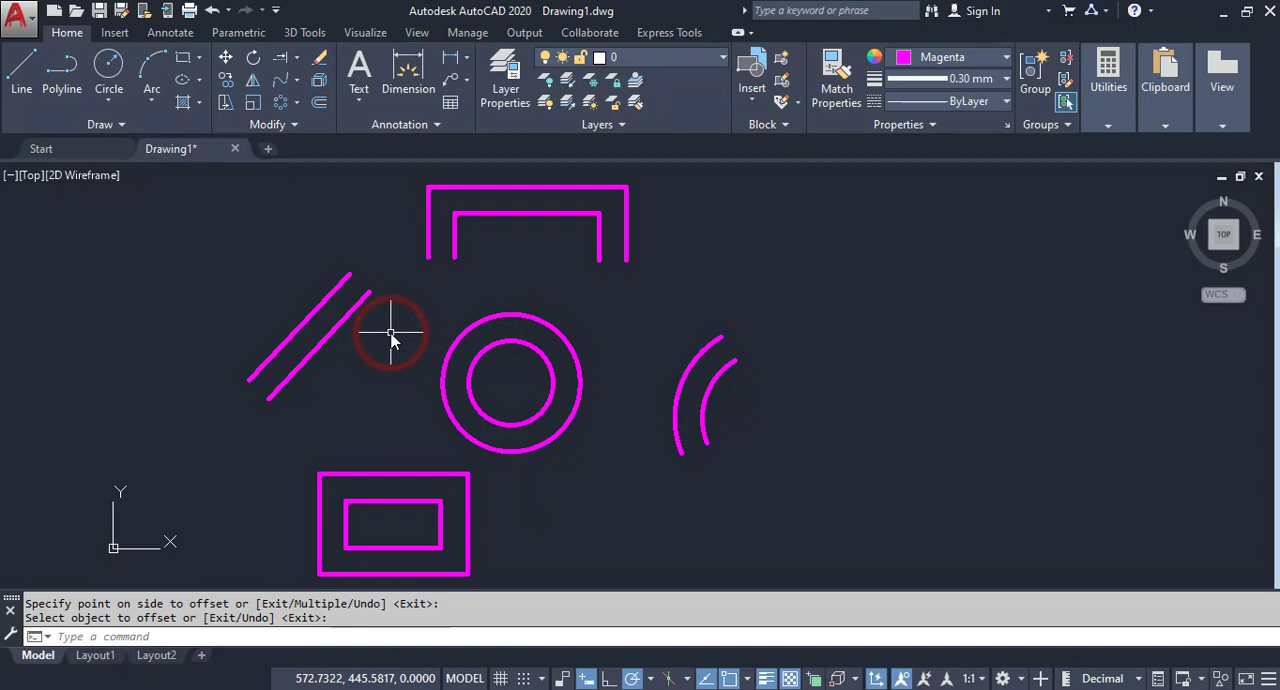 Autodesk AutoCAD 2020 Drawing1.dwg
Type a keyword or phrase
Sign In
Home Insert Annotate Parametric 3D Tools Visualize View Manage Output Collaborate Express Tools
Line Polyline Circle Arc
Draw
Modify
Text Dimension
Annotation
Layer Properties
0
Layers
Insert
Block
Match Properties
Magenta
0.30 mm
ByLayer
Properties
Group
Groups
Utilities
Clipboard
View
Start Drawing1*
[−][Top][2D Wireframe]
N
W TOP E
S
WCS
Y
X
Specify point on side to offset or [Exit/Multiple/Undo] <Exit>:
Select object to offset or [Exit/Undo] <Exit>:
Type a command
Model Layout1 Layout2
572.7322, 445.5817, 0.0000 MODEL 1:1 Decimal